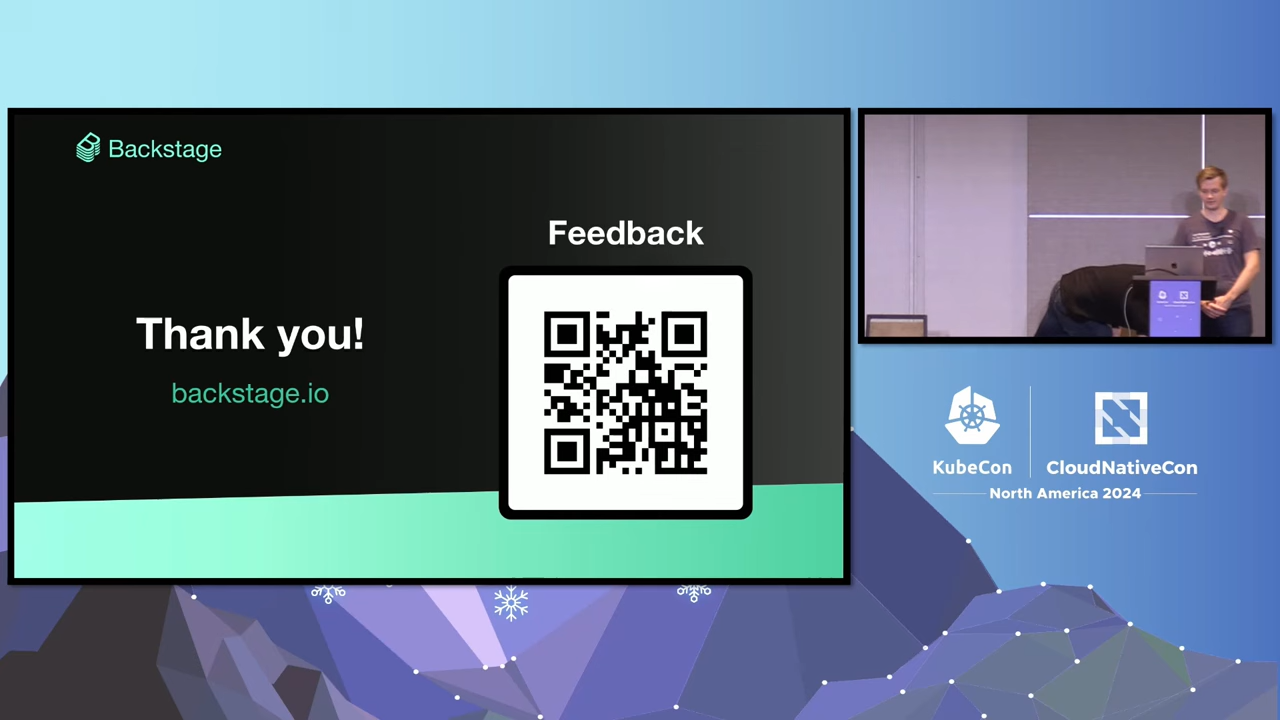 Backstage
Feedback
Thank you!
backstage.io
KubeCon
CloudNativeCon
North America 2024